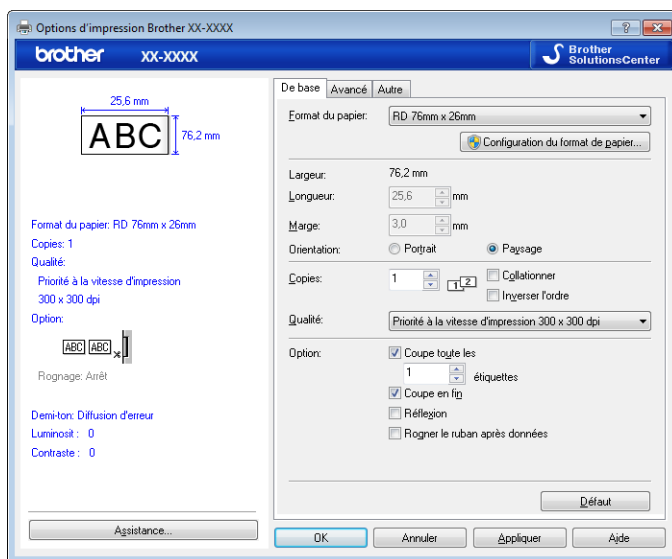 Options d'impression Brother XX-XXXX
brother XX-XXXX
Brother
SolutionsCenter
25,6 mm
ABC
76,2 mm
Format du papier: RD 76mm x 26mm
Copies: 1
Qualité:
Priorité à la vitesse d'impression
300 x 300 dpi
Option:
ABC ABC
Rognage: Arrêt
Demi-ton: Diffusion d'erreur
Luminosit : 0
Contraste : 0
Assistance...
De base Avancé Autre
Format du papier: RD 76mm x 26mm
Configuration du format de papier...
Largeur: 76,2 mm
Longueur: 25,6 mm
Marge: 3,0 mm
Orientation: Portrait Paysage
Copies: 1 1 2 Collationner
Inverser l'ordre
Qualité: Priorité à la vitesse d'impression 300 x 300 dpi
Option: Coupe toute les
1 étiquettes
Coupe en fin
Réflexion
Rogner le ruban après données
Défaut
OK Annuler Appliquer Aide